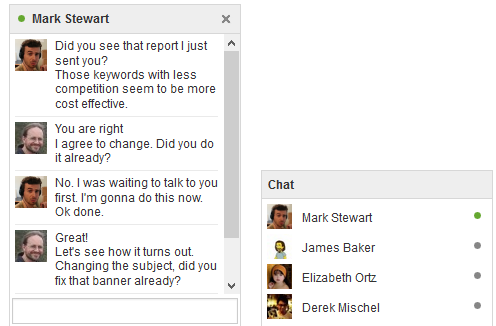 Mark Stewart
Did you see that report I just
sent you?
Those keywords with less
competition seem to be more
cost effective.
You are right
I agree to change. Did you do
it already?
No. I was waiting to talk to you
first. I'm gonna do this now.
Ok done.
Great!
Let's see how it turns out.
Changing the subject, did you
fix that banner already?
Chat
Mark Stewart
James Baker
Elizabeth Ortz
Derek Mischel